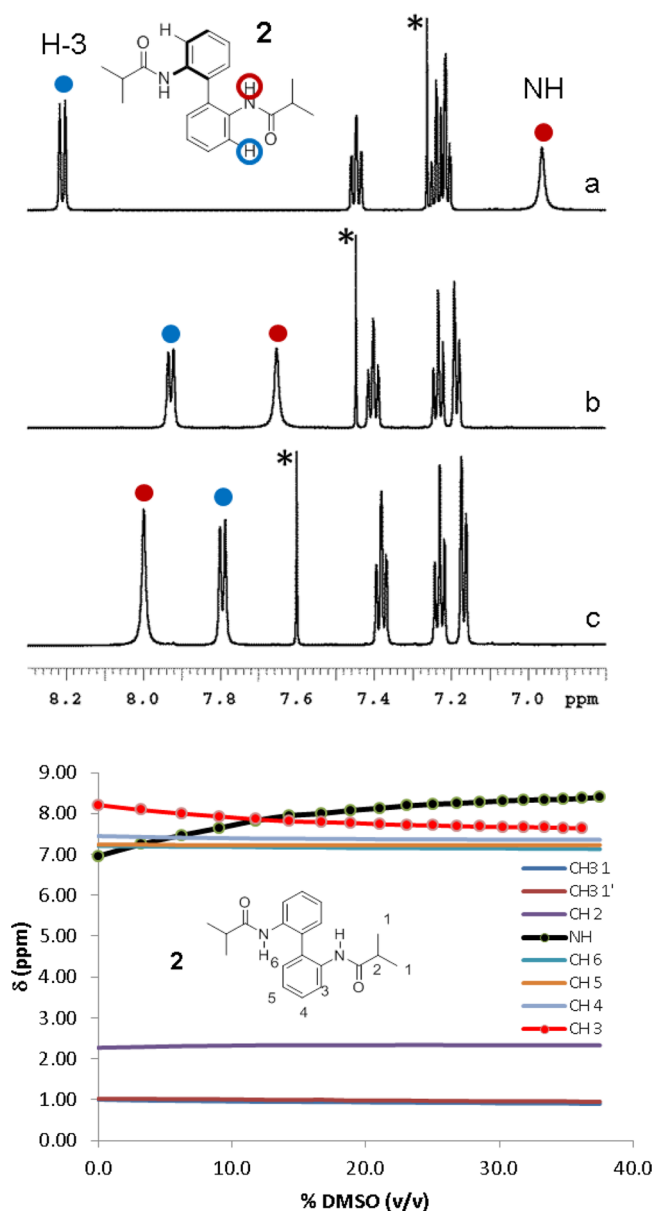 2
H-3
H
O
N
H
H
N
O
H
*
NH
a
*
b
*
c
8.2 8.0 7.8 7.6 7.4 7.2 7.0 ppm
9.00
8.00
7.00
6.00
5.00
4.00
3.00
2.00
1.00
0.00
δ (ppm)
0.0 10.0 20.0 30.0 40.0
% DMSO (v/v)
2
O
N
H
H
N
O
6
5
4
3
2
1
1
CH3 1
CH3 1'
CH 2
NH
CH 6
CH 5
CH 4
CH 3